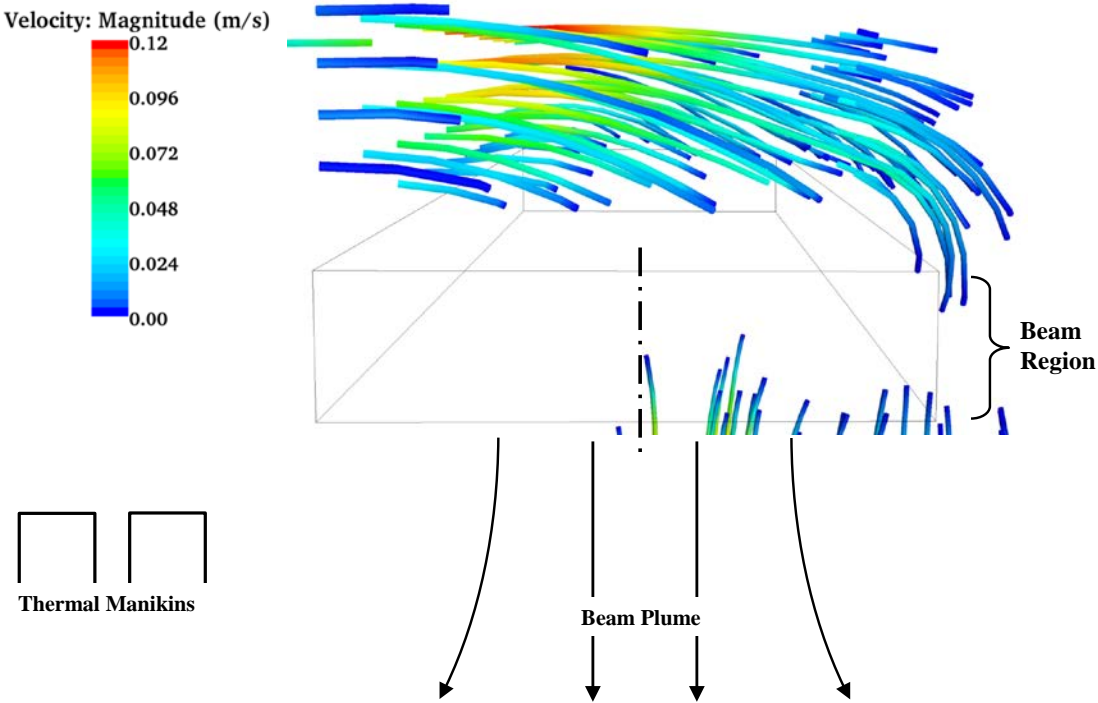 Velocity: Magnitude (m/s)
0.12
0.096
0.072
0.048
0.024
0.00
Beam
Region
Thermal Manikins
Beam Plume